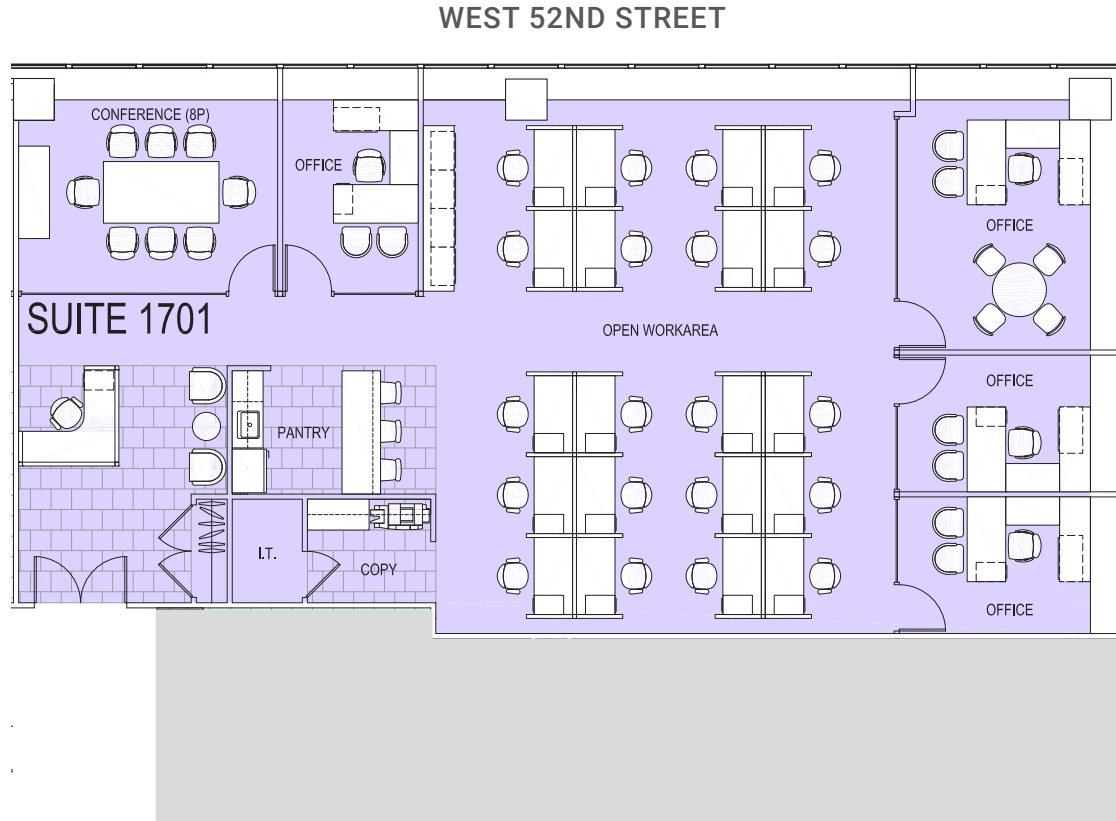 WEST 52ND STREET
CONFERENCE (8P)
OFFICE
OFFICE
SUITE 1701
OPEN WORKAREA
OFFICE
PANTRY
I.T.
COPY
OFFICE